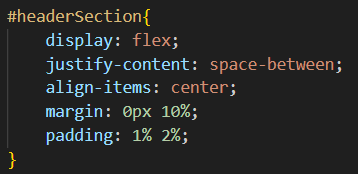 #headerSection{
    display: flex;
    justify-content: space-between;
    align-items: center;
    margin: 0px 10%;
    padding: 1% 2%;
}